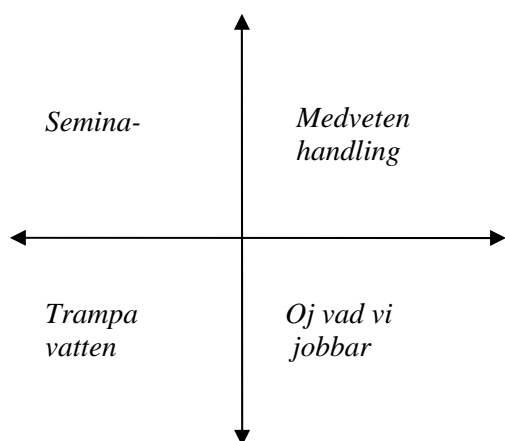 Semina-
Medveten
handling
Trampa
vatten
Oj vad vi
jobbar